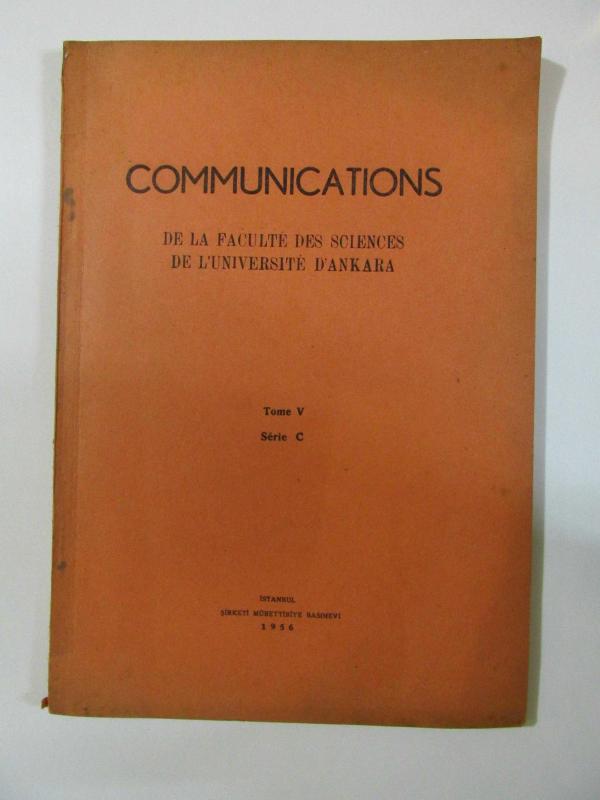 COMMUNICATIONS
DE LA FACULTÉ DES SCIENCES
DE L'UNIVERSITÉ D'ANKARA
Tome V
Série C
İSTANBUL
ŞİRKETİ MÜRETTİBİYE BASIMEVİ
1956